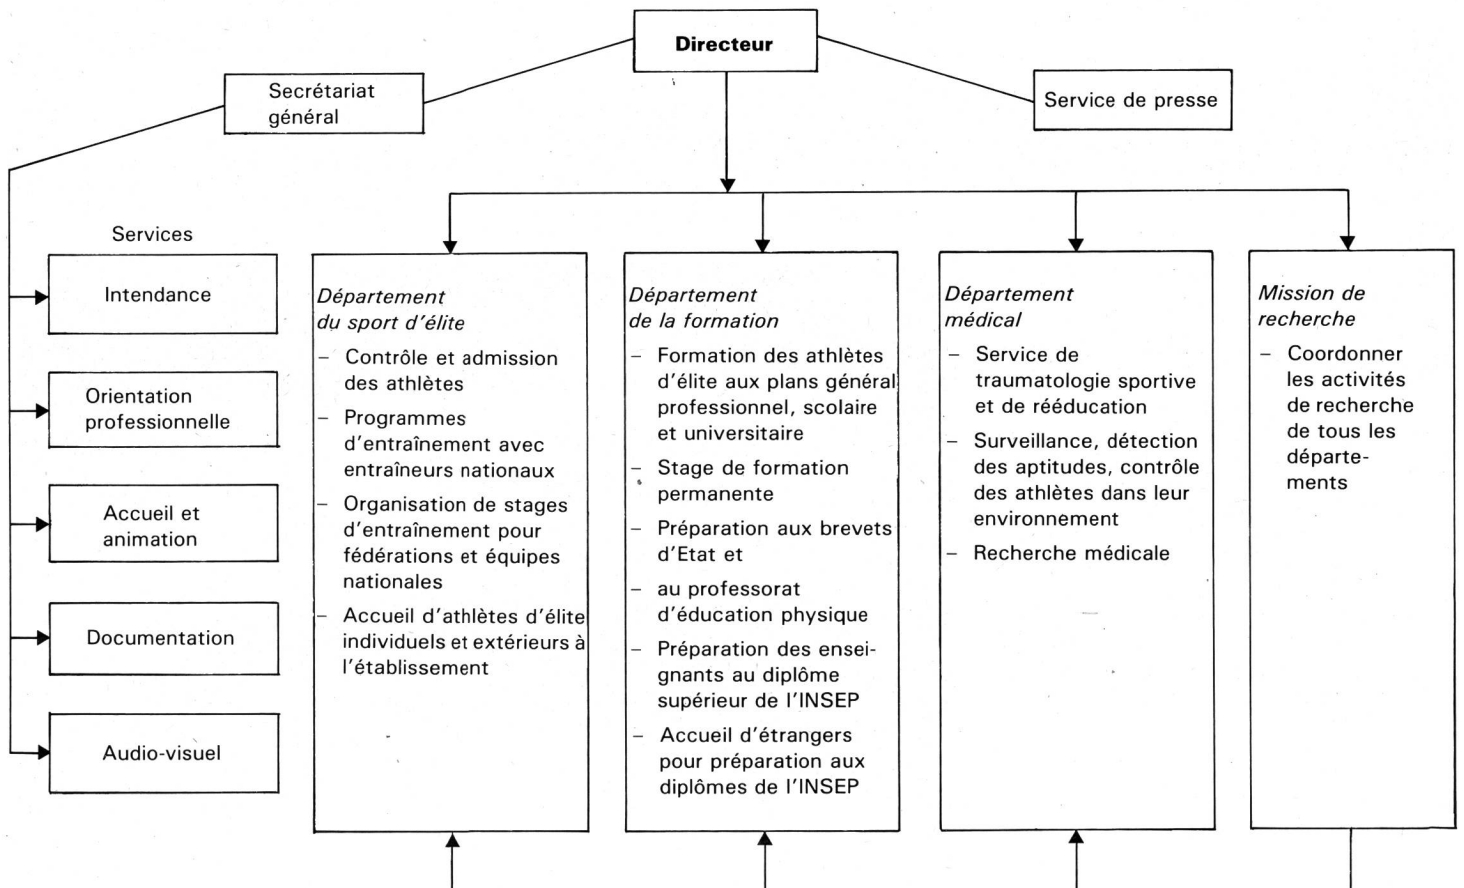 Directeur
Secrétariat
général
Service de presse
Services
Intendance
Orientation
professionnelle
Accueil et
animation
Documentation
Audio-visuel
Département
du sport d'élite
– Contrôle et admission
des athlètes
– Programmes
d'entraînement avec
entraîneurs nationaux
– Organisation de stages
d'entraînement pour
fédérations et équipes
nationales
– Accueil d'athlètes d'élite
individuels et extérieurs à
l'établissement
Département
de la formation
– Formation des athlètes
d'élite aux plans général
professionnel, scolaire
et universitaire
– Stage de formation
permanente
– Préparation aux brevets
d'Etat et
– au professorat
d'éducation physique
– Préparation des ensei-
gnants au diplôme
supérieur de l'INSEP
– Accueil d'étrangers
pour préparation aux
diplômes de l'INSEP
Département
médical
– Service de
traumatologie sportive
et de rééducation
– Surveillance, détection
des aptitudes, contrôle
des athlètes dans leur
environnement
– Recherche médicale
Mission de
recherche
– Coordonner
les activités
de recherche
de tous les
départe-
ments